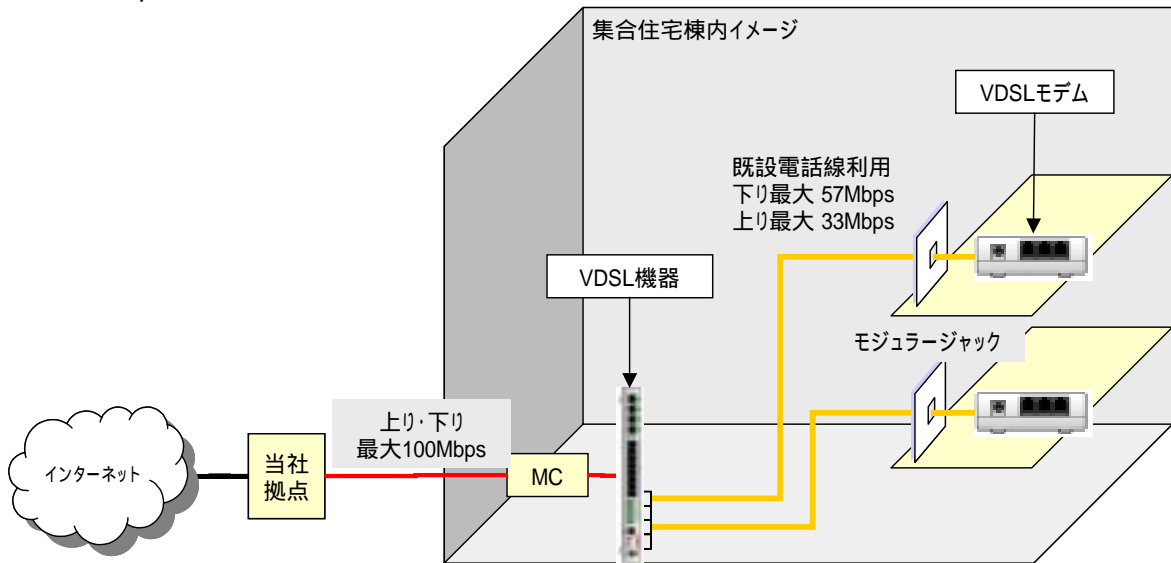 集合住宅棟内イメージ
VDSLモデム
既設電話線利用
下り最大 57Mbps
上り最大 33Mbps
VDSL機器
モジュラージャック
上り・下り
最大100Mbps
インターネット
当社
拠点
MC